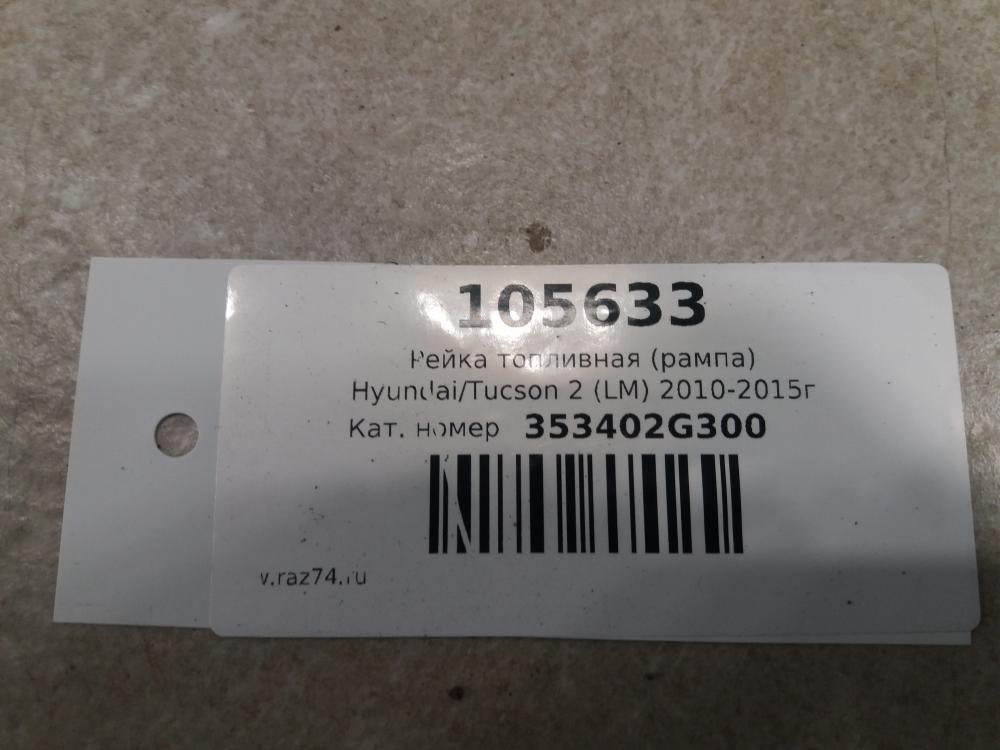 105633
Рейка топливная (рампа)
Hyundai/Tucson 2 (LM) 2010-2015г
Кат. номер 353402G300
v.raz74.ru